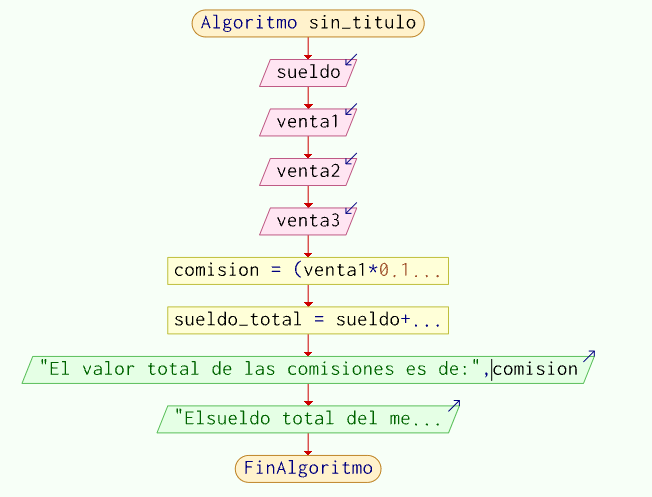 Algoritmo sin_titulo
sueldo
venta1
venta2
venta3
comision = (venta1*0.1...
sueldo_total = sueldo+...
"El valor total de las comisiones es de:",comision
"Elsueldo total del me...
FinAlgoritmo